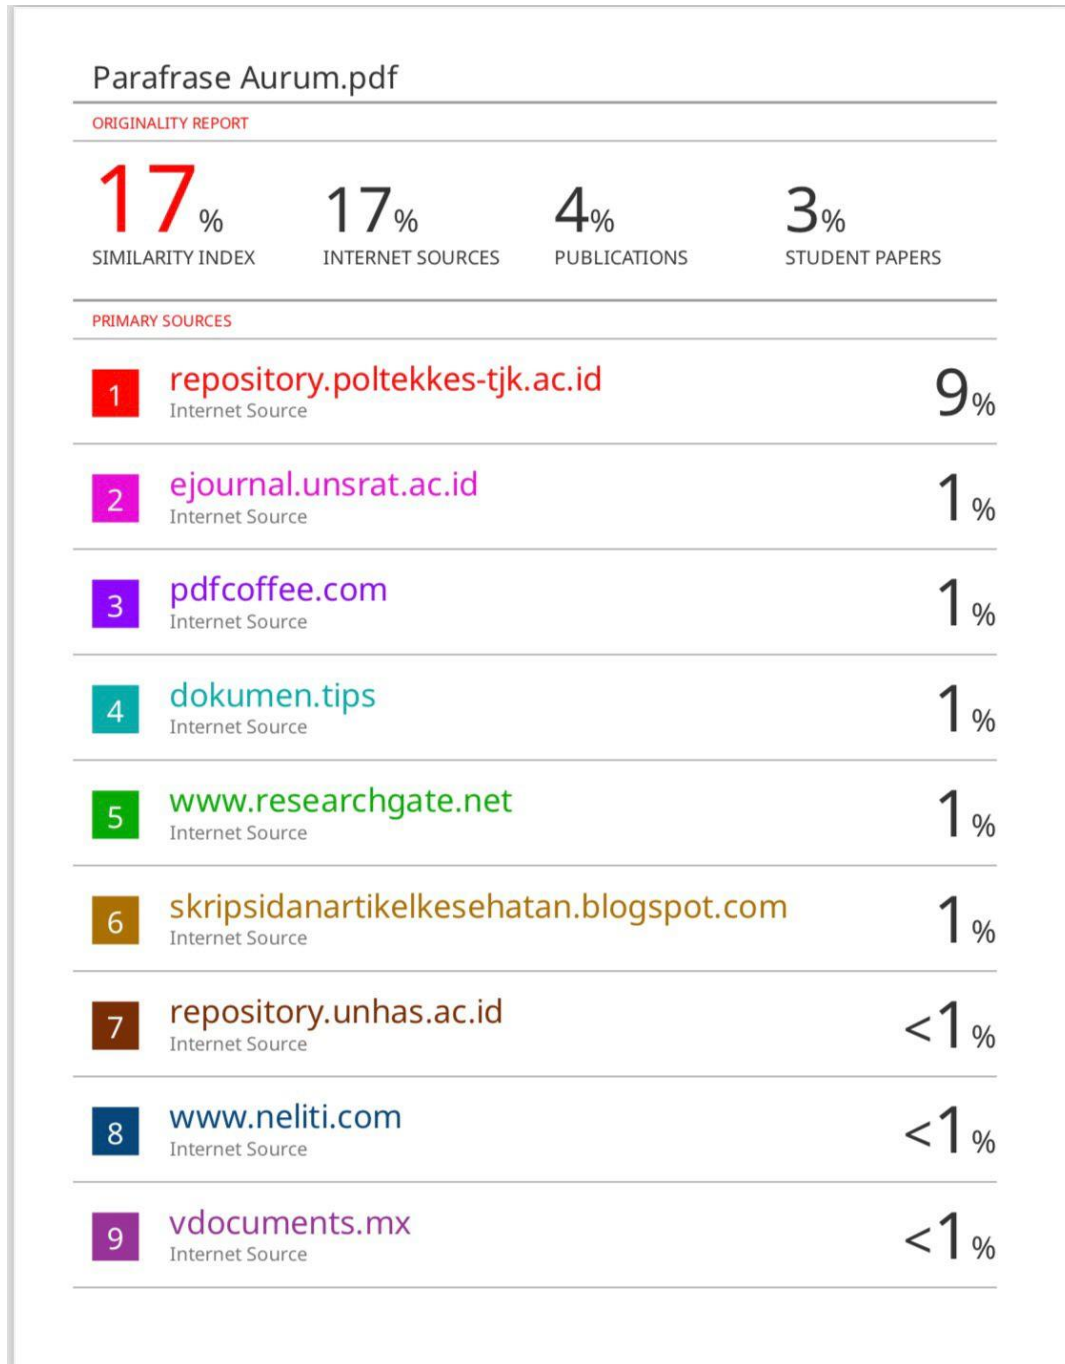 Parafrase Aurum.pdf
ORIGINALITY REPORT
17% 17% 4% 3%
SIMILARITY INDEX INTERNET SOURCES PUBLICATIONS STUDENT PAPERS
PRIMARY SOURCES
1 repository.poltekkes-tjk.ac.id 9%
Internet Source
2 ejournal.unsrat.ac.id 1%
Internet Source
3 pdfcoffee.com 1%
Internet Source
4 dokumen.tips 1%
Internet Source
5 www.researchgate.net 1%
Internet Source
6 skripsidanartikelkesehatan.blogspot.com 1%
Internet Source
7 repository.unhas.ac.id <1%
Internet Source
8 www.neliti.com <1%
Internet Source
9 vdocuments.mx <1%
Internet Source